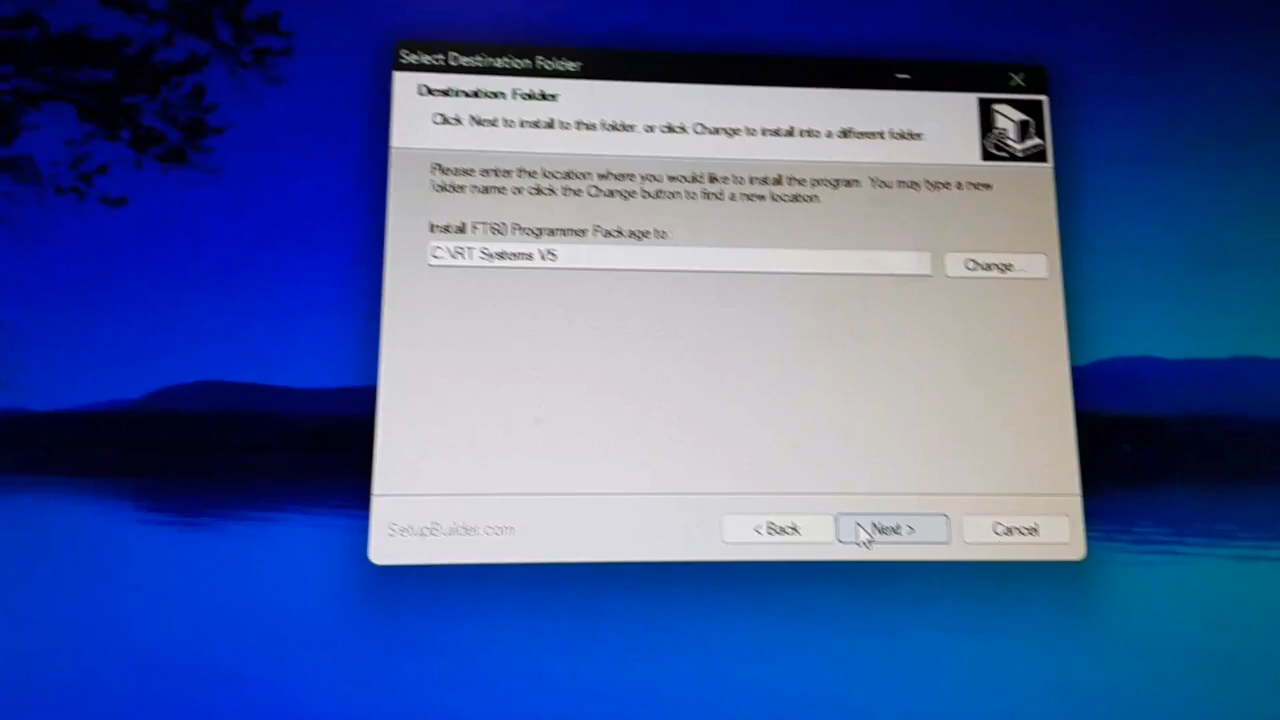 Select Destination Folder
Destination Folder
Click Next to install to this folder, or click Change to install into a different folder.
Please enter the location where you would like to install the program. You may type a new
folder name or click the Change button to find a new location.
Install FT60 Programmer Package to:
C:\RT Systems V5
Change...
SetupBuilder.com
< Back
Next >
Cancel